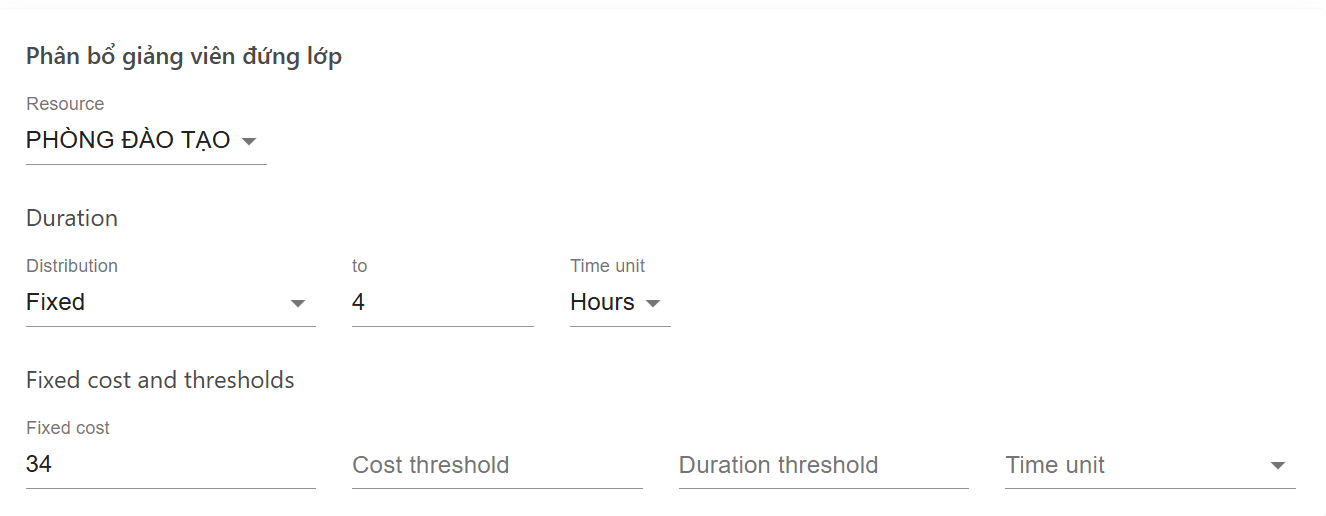 Phân bổ giảng viên đứng lớp
Resource
PHÒNG ĐÀO TẠO
Duration
Distribution to Time unit
Fixed 4 Hours
Fixed cost and thresholds
Fixed cost
34 Cost threshold Duration threshold Time unit